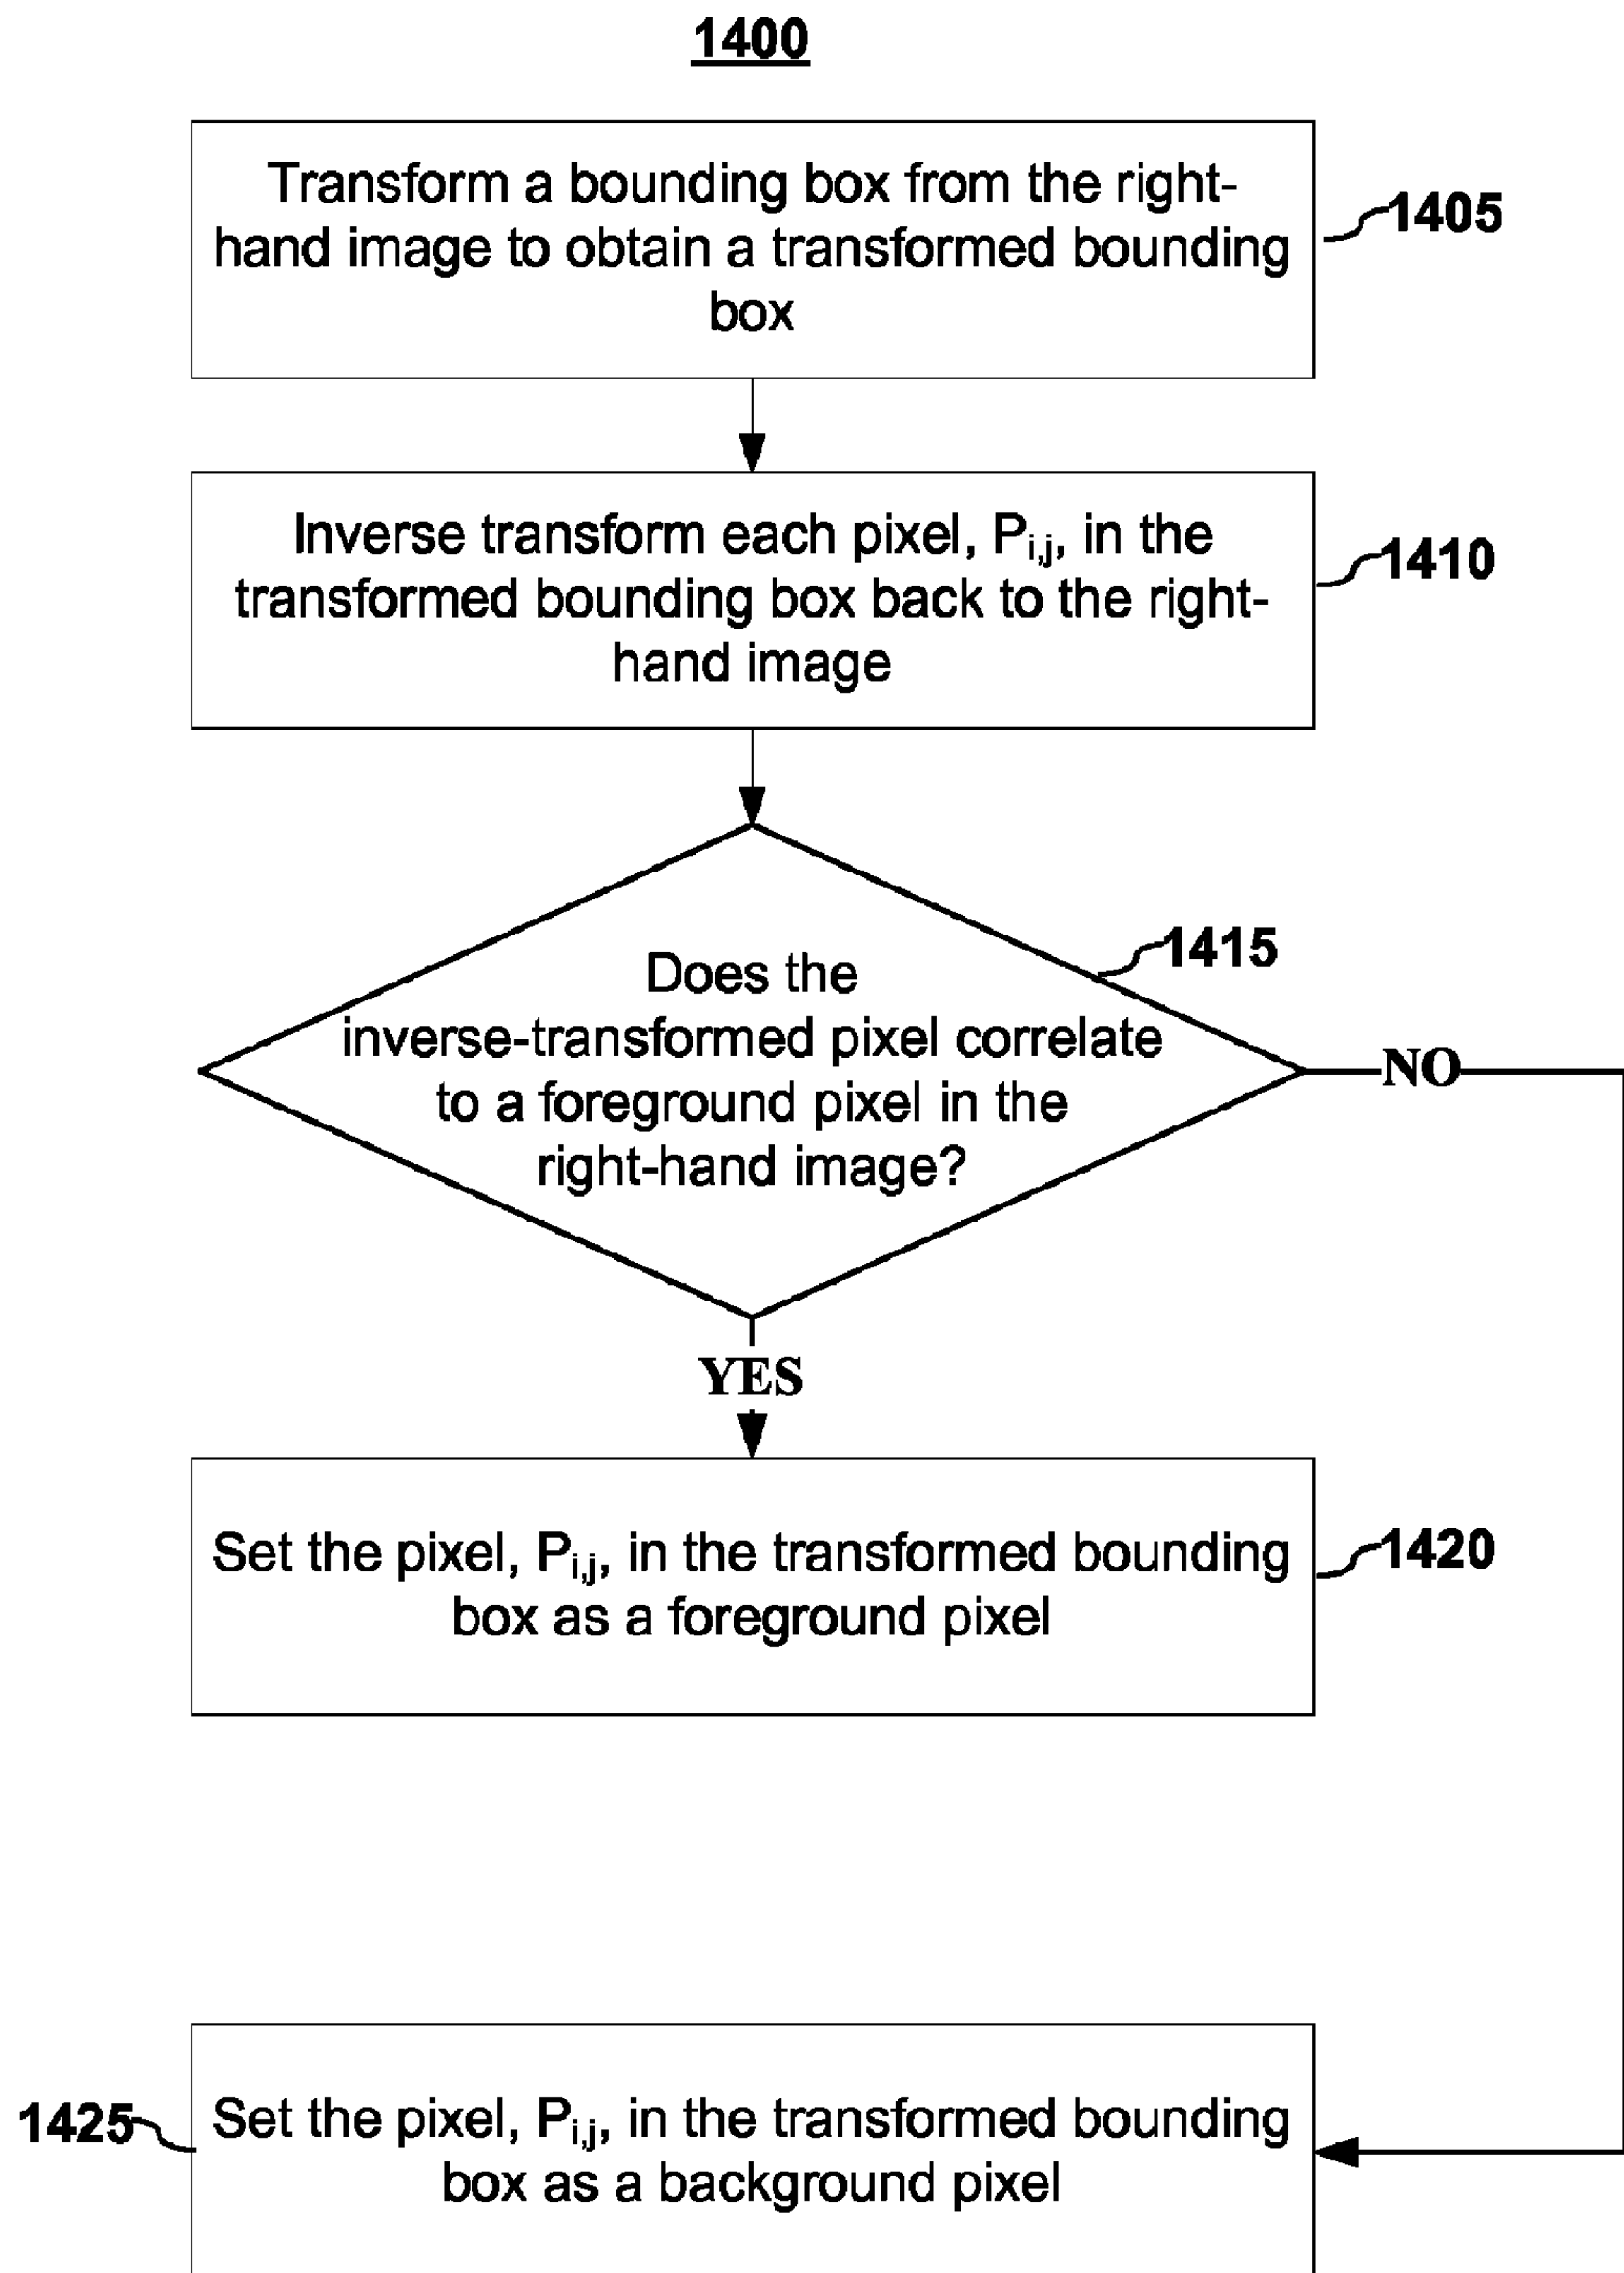 1400
Transform a bounding box from the right-
hand image to obtain a transformed bounding
box
1405
Inverse transform each pixel, Pi,j, in the
transformed bounding box back to the right-
hand image
1410
Does the
inverse-transformed pixel correlate
to a foreground pixel in the
right-hand image?
1415
NO
YES
Set the pixel, Pi,j, in the transformed bounding
box as a foreground pixel
1420
1425
Set the pixel, Pi,j, in the transformed bounding
box as a background pixel